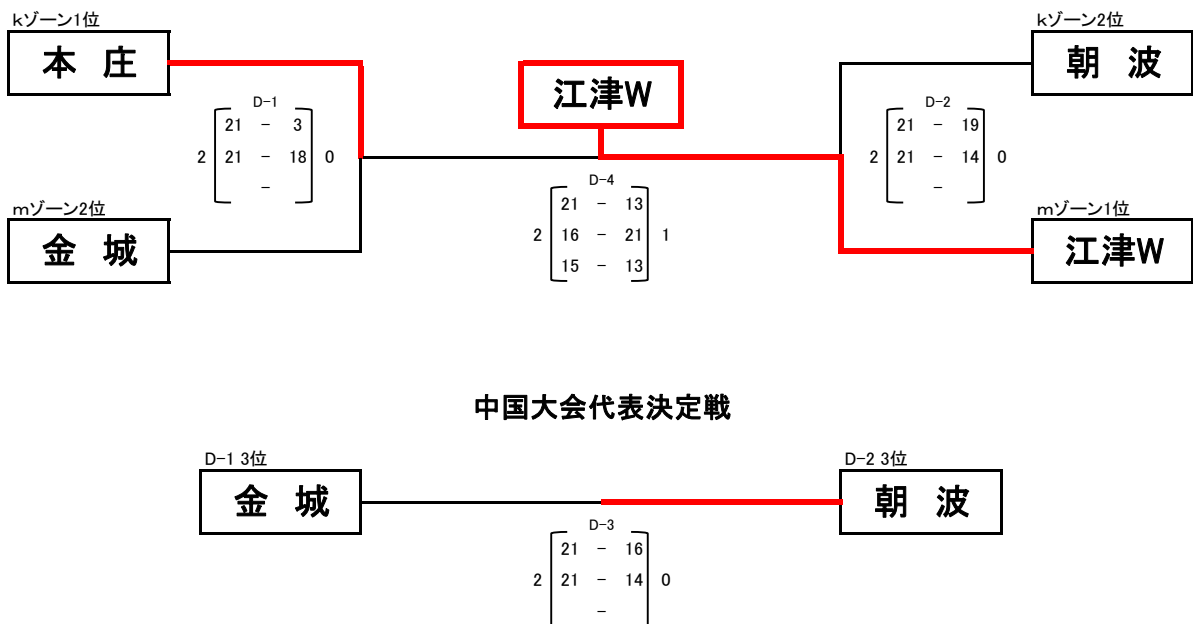 kゾーン1位
本 庄
kゾーン2位
朝 波
江津W
D-1
21 - 3
2 21 - 18 0
-
D-2
21 - 19
2 21 - 14 0
-
mゾーン2位
金 城
mゾーン1位
江津W
D-4
21 - 13
2 16 - 21 1
15 - 13
中国大会代表決定戦
D-1 3位
金 城
D-2 3位
朝 波
D-3
21 - 16
2 21 - 14 0
-